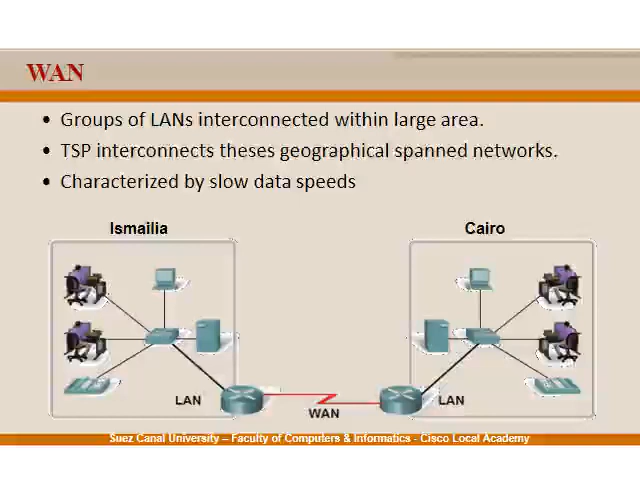 WAN
• Groups of LANs interconnected within large area.
• TSP interconnects theses geographical spanned networks.
• Characterized by slow data speeds
Ismailia
Cairo
LAN
WAN
LAN
Suez Canal University – Faculty of Computers & Informatics - Cisco Local Academy